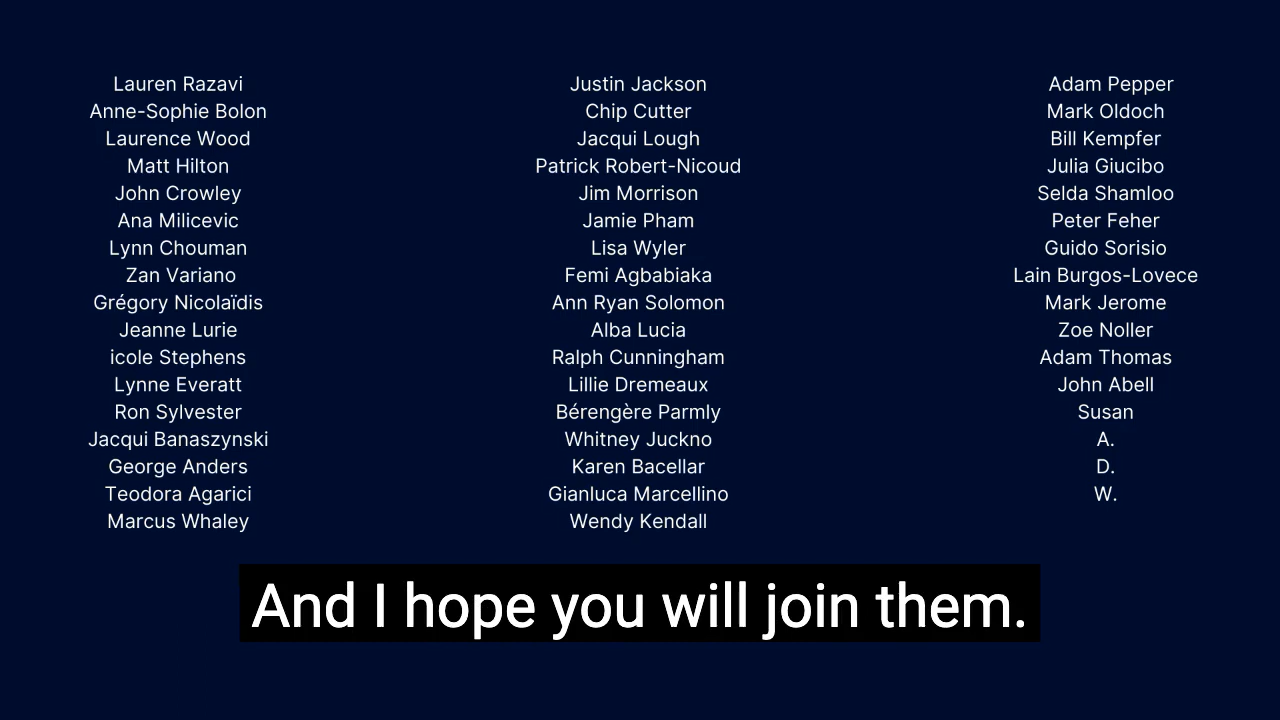 Lauren Razavi
Anne-Sophie Bolon
Laurence Wood
Matt Hilton
John Crowley
Ana Milicevic
Lynn Chouman
Zan Variano
Grégory Nicolaïdis
Jeanne Lurie
icole Stephens
Lynne Everatt
Ron Sylvester
Jacqui Banaszynski
George Anders
Teodora Agarici
Marcus Whaley
Justin Jackson
Chip Cutter
Jacqui Lough
Patrick Robert-Nicoud
Jim Morrison
Jamie Pham
Lisa Wyler
Femi Agbabiaka
Ann Ryan Solomon
Alba Lucia
Ralph Cunningham
Lillie Dremeaux
Bérengère Parmly
Whitney Juckno
Karen Bacellar
Gianluca Marcellino
Wendy Kendall
Adam Pepper
Mark Oldoch
Bill Kempfer
Julia Giucibo
Selda Shamloo
Peter Feher
Guido Sorisio
Lain Burgos-Lovece
Mark Jerome
Zoe Noller
Adam Thomas
John Abell
Susan
A.
D.
W.
And I hope you will join them.